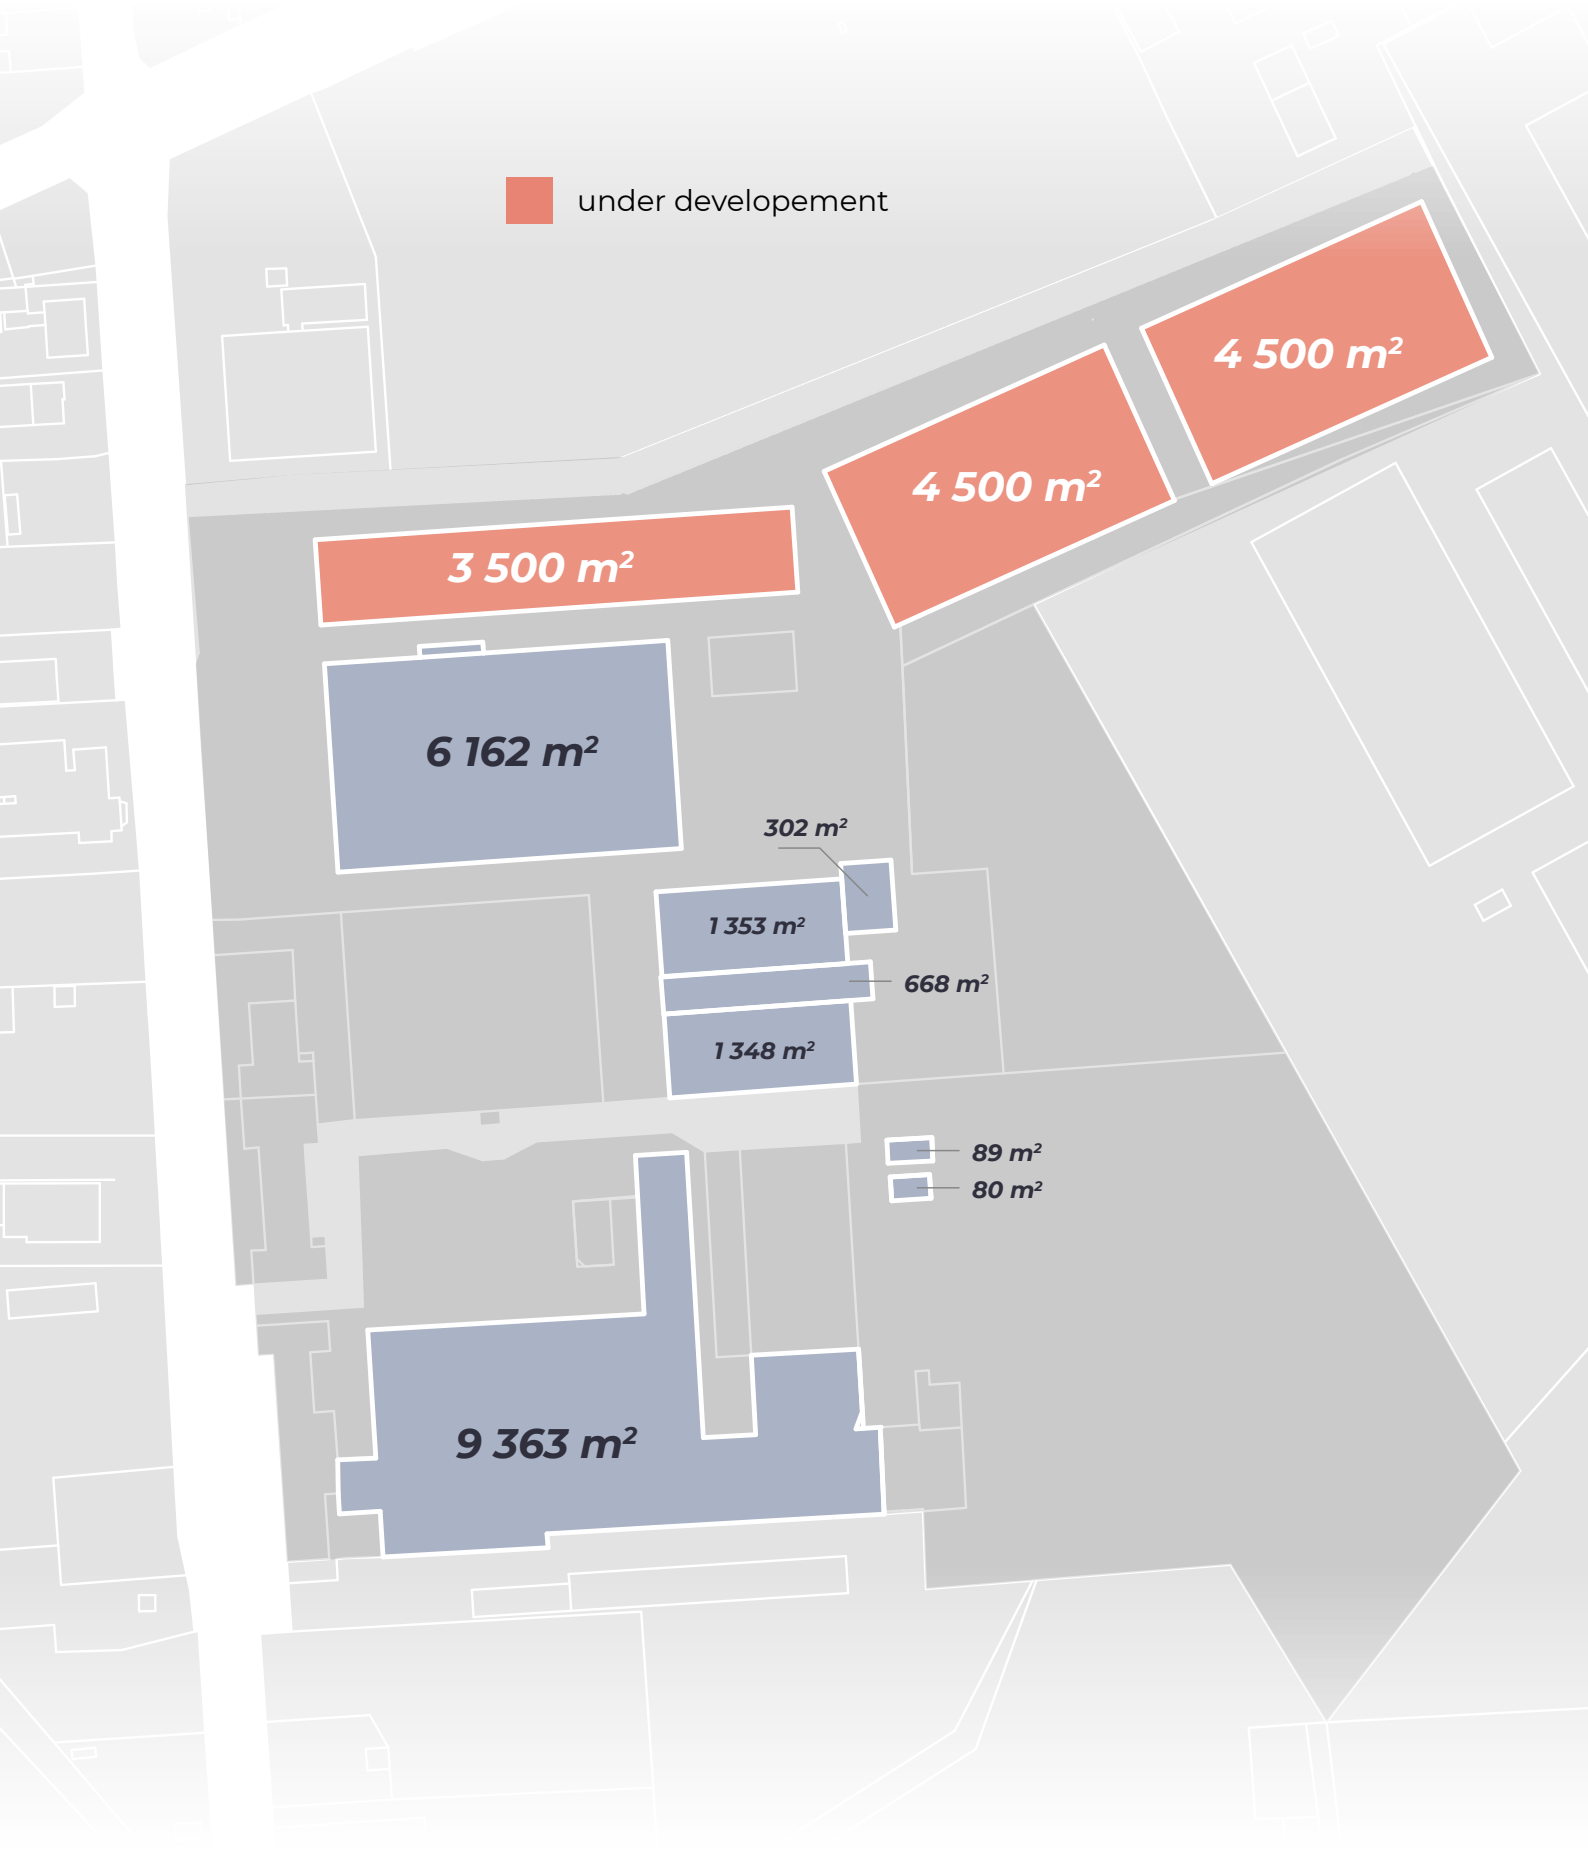 under developement
4 500 m²
4 500 m²
3 500 m²
6 162 m²
302 m²
1 353 m²
668 m²
1 348 m²
89 m²
80 m²
9 363 m²